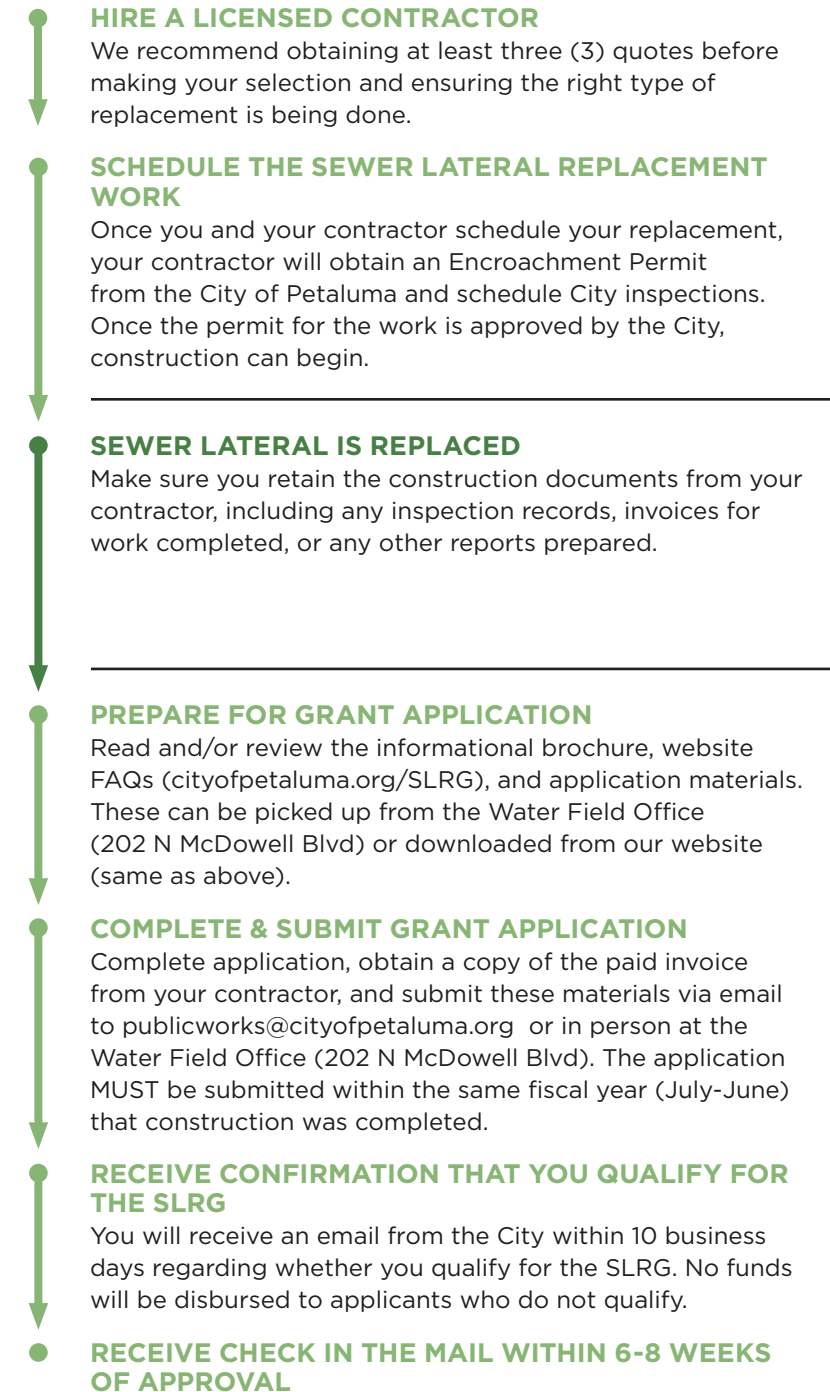 HIRE A LICENSED CONTRACTOR
We recommend obtaining at least three (3) quotes before
making your selection and ensuring the right type of
replacement is being done.
SCHEDULE THE SEWER LATERAL REPLACEMENT
WORK
Once you and your contractor schedule your replacement,
your contractor will obtain an Encroachment Permit
from the City of Petaluma and schedule City inspections.
Once the permit for the work is approved by the City,
construction can begin.
SEWER LATERAL IS REPLACED
Make sure you retain the construction documents from your
contractor, including any inspection records, invoices for
work completed, or any other reports prepared.
PREPARE FOR GRANT APPLICATION
Read and/or review the informational brochure, website
FAQs (cityofpetaluma.org/SLRG), and application materials.
These can be picked up from the Water Field Office
(202 N McDowell Blvd) or downloaded from our website
(same as above).
COMPLETE & SUBMIT GRANT APPLICATION
Complete application, obtain a copy of the paid invoice
from your contractor, and submit these materials via email
to publicworks@cityofpetaluma.org or in person at the
Water Field Office (202 N McDowell Blvd). The application
MUST be submitted within the same fiscal year (July-June)
that construction was completed.
RECEIVE CONFIRMATION THAT YOU QUALIFY FOR
THE SLRG
You will receive an email from the City within 10 business
days regarding whether you qualify for the SLRG. No funds
will be disbursed to applicants who do not qualify.
RECEIVE CHECK IN THE MAIL WITHIN 6-8 WEEKS
OF APPROVAL